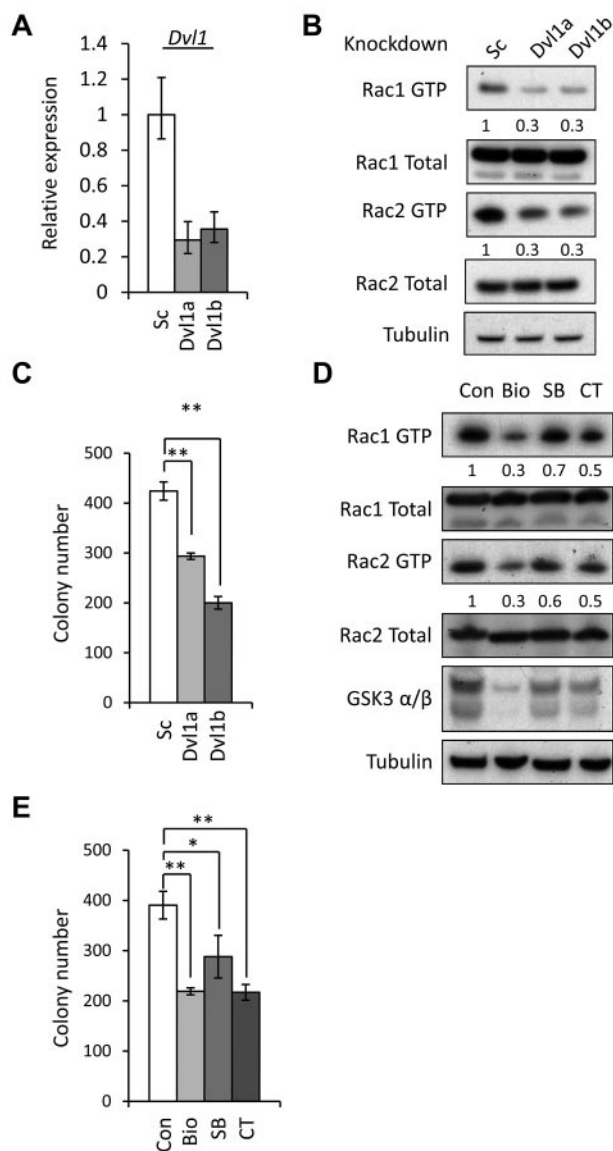 A
Dvl1
Relative expression
1.4
1.2
1
0.8
0.6
0.4
0.2
0
Sc
Dvl1a
Dvl1b
B
Knockdown Sc Dvl1a Dvl1b
Rac1 GTP
1 0.3 0.3
Rac1 Total
Rac2 GTP
1 0.3 0.3
Rac2 Total
Tubulin
C
**
**
Colony number
500
400
300
200
100
0
Sc
Dvl1a
Dvl1b
D
Con Bio SB CT
Rac1 GTP
1 0.3 0.7 0.5
Rac1 Total
Rac2 GTP
1 0.3 0.6 0.5
Rac2 Total
GSK3 α/β
Tubulin
E
**
*
**
Colony number
500
400
300
200
100
0
Con
Bio
SB
CT